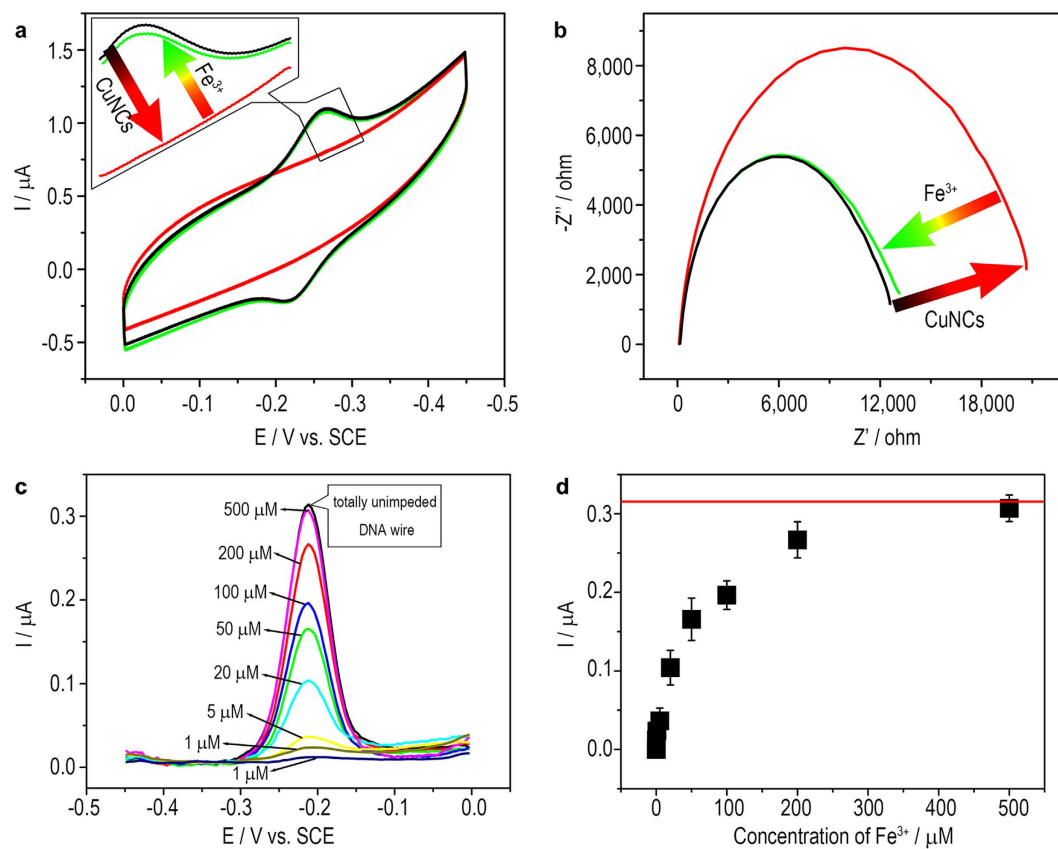 a
1.5
1.0
0.5
0.0
-0.5
I / μA
CuNCs
Fe³⁺
0.0 -0.1 -0.2 -0.3 -0.4 -0.5
E / V vs. SCE
b
8,000
6,000
4,000
2,000
0
-Z'' / ohm
Fe³⁺
CuNCs
0 6,000 12,000 18,000
Z' / ohm
c
0.3
0.2
0.1
0.0
I / μA
totally unimpeded
DNA wire
500 μM
200 μM
100 μM
50 μM
20 μM
5 μM
1 μM
1 μM
-0.5 -0.4 -0.3 -0.2 -0.1 0.0
E / V vs. SCE
d
0.3
0.2
0.1
0.0
I / μA
0 100 200 300 400 500
Concentration of Fe³⁺ / μM